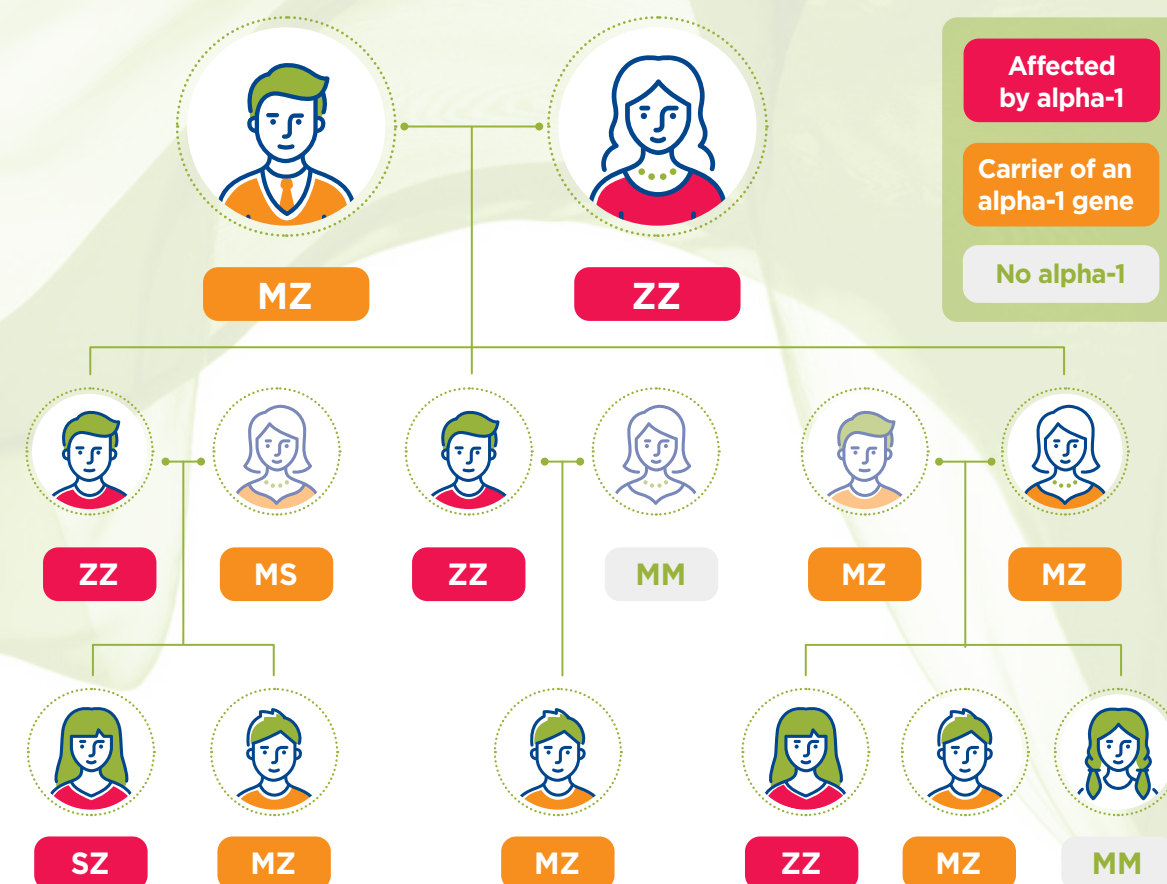 Affected
by alpha-1
Carrier of an
alpha-1 gene
No alpha-1
MZ
ZZ
ZZ
MS
ZZ
MM
MZ
MZ
SZ
MZ
MZ
ZZ
MZ
MM